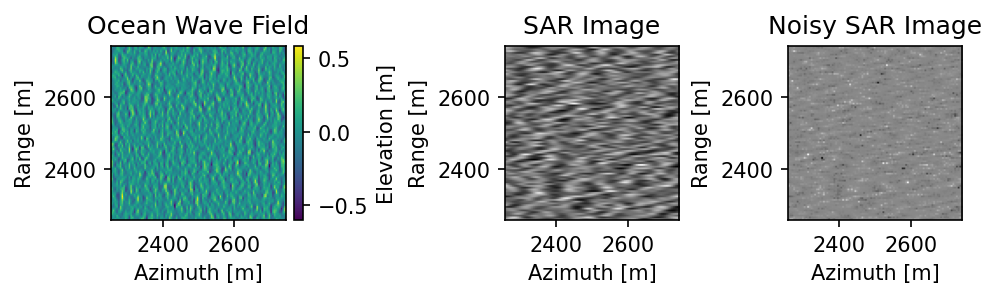 Ocean Wave Field
Range [m]
2600
2400
2400 2600
Azimuth [m]
0.5
0.0
−0.5
Elevation [m]
SAR Image
Range [m]
2600
2400
2400 2600
Azimuth [m]
Noisy SAR Image
Range [m]
2600
2400
2400 2600
Azimuth [m]